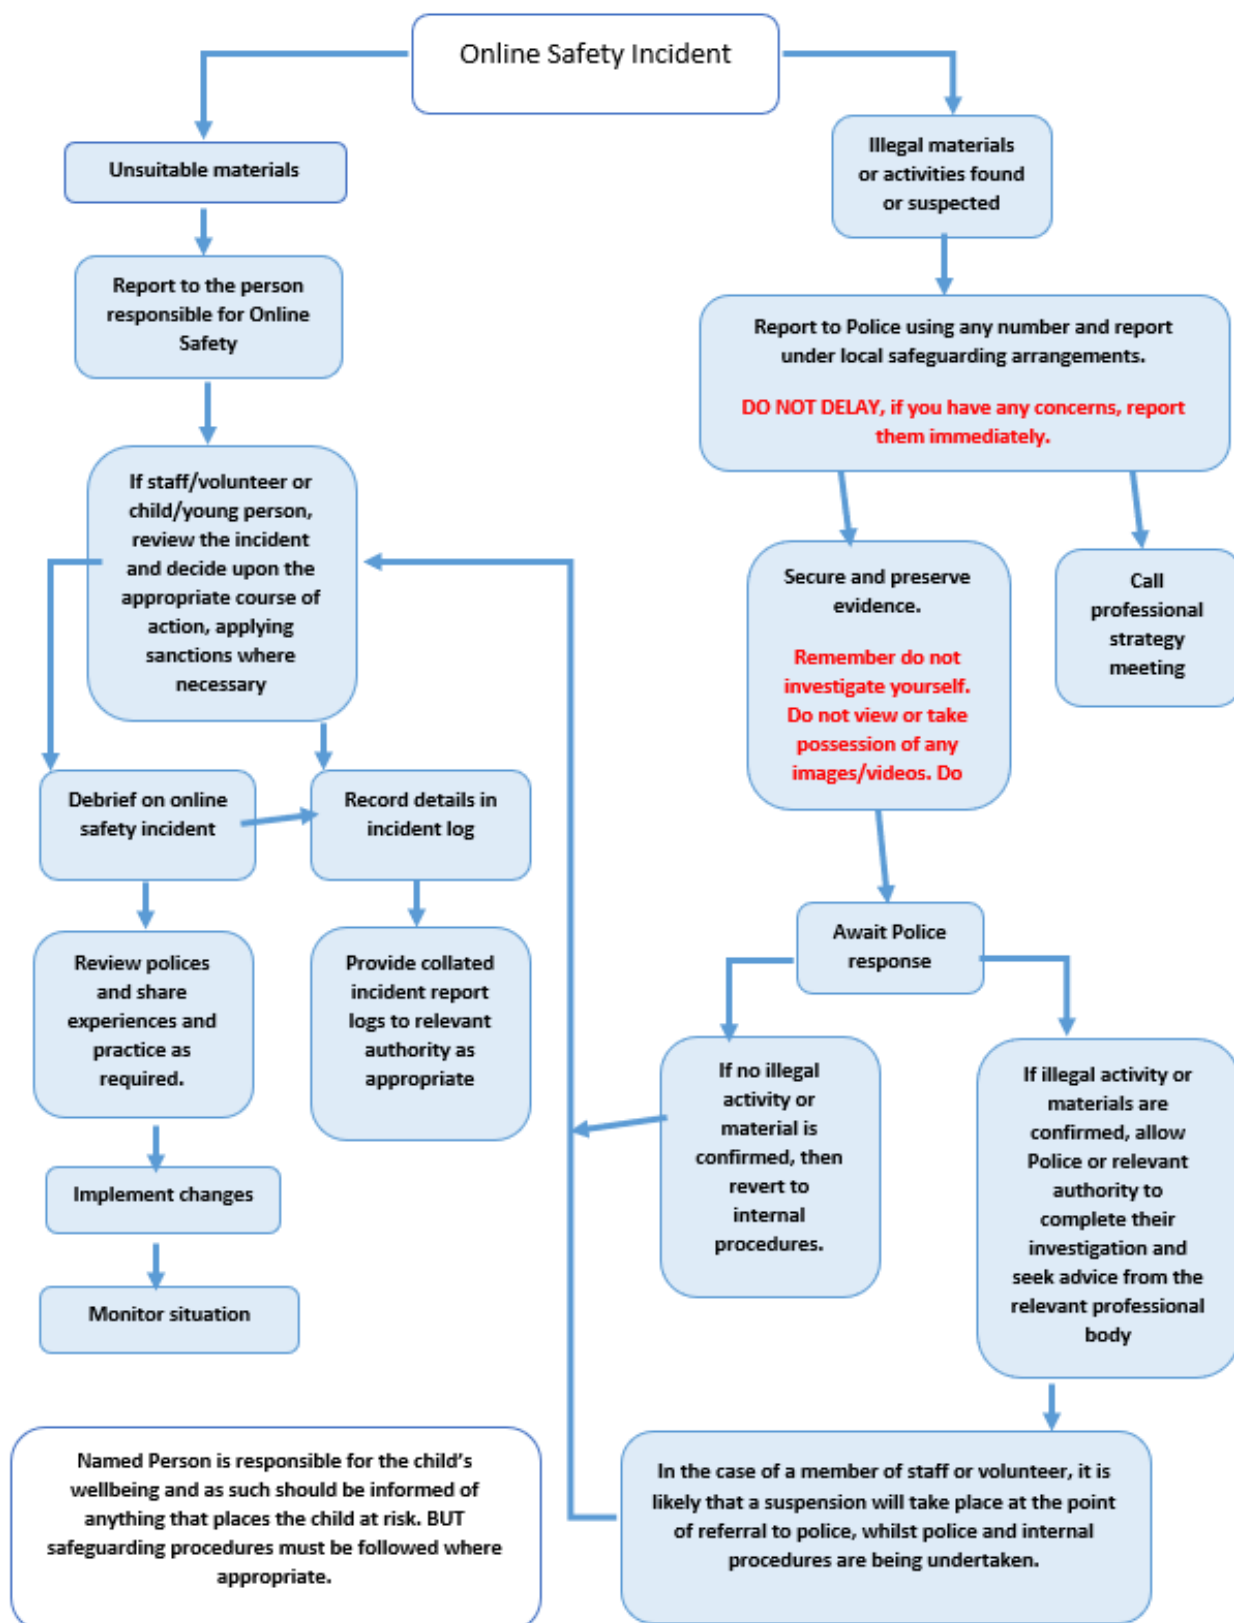 Online Safety Incident
Unsuitable materials
Report to the person
responsible for Online
Safety
If staff/volunteer or
child/young person,
review the incident
and decide upon the
appropriate course of
action, applying
sanctions where
necessary
Debrief on online
safety incident
Record details in
incident log
Review polices
and share
experiences and
practice as
required.
Provide collated
incident report
logs to relevant
authority as
appropriate
Implement changes
Monitor situation
Illegal materials
or activities found
or suspected
Report to Police using any number and report
under local safeguarding arrangements.
DO NOT DELAY, if you have any concerns, report
them immediately.
Secure and preserve
evidence.
Remember do not
investigate yourself.
Do not view or take
possession of any
images/videos. Do
Call
professional
strategy
meeting
Await Police
response
If no illegal
activity or
material is
confirmed, then
revert to
internal
procedures.
If illegal activity or
materials are
confirmed, allow
Police or relevant
authority to
complete their
investigation and
seek advice from the
relevant professional
body
In the case of a member of staff or volunteer, it is
likely that a suspension will take place at the point
of referral to police, whilst police and internal
procedures are being undertaken.
Named Person is responsible for the child’s
wellbeing and as such should be informed of
anything that places the child at risk. BUT
safeguarding procedures must be followed where
appropriate.